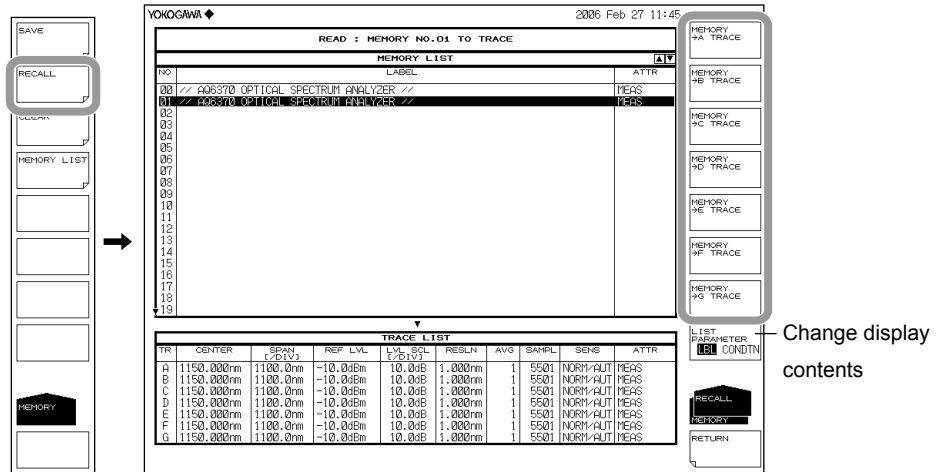 SAVE
RECALL
CLEAR
MEMORY LIST
MEMORY
YOKOGAWA ◆ 2006 Feb 27 11:45
READ : MEMORY NO.01 TO TRACE
MEMORY LIST ▲▼
NO LABEL ATTR
00 // AQ6370 OPTICAL SPECTRUM ANALYZER // MEAS
01 // AQ6370 OPTICAL SPECTRUM ANALYZER // MEAS
02
03
04
05
06
07
08
09
10
11
12
13
14
15
16
17
18
▼19
▼
TRACE LIST
TR CENTER SPAN [/DIV] REF LVL LVL SCL [/DIV] RESLN AVG SAMPL SENS ATTR
A 1150.000nm 1100.0nm -10.0dBm 10.0dB 1.000nm 1 5501 NORM/AUT MEAS
B 1150.000nm 1100.0nm -10.0dBm 10.0dB 1.000nm 1 5501 NORM/AUT MEAS
C 1150.000nm 1100.0nm -10.0dBm 10.0dB 1.000nm 1 5501 NORM/AUT MEAS
D 1150.000nm 1100.0nm -10.0dBm 10.0dB 1.000nm 1 5501 NORM/AUT MEAS
E 1150.000nm 1100.0nm -10.0dBm 10.0dB 1.000nm 1 5501 NORM/AUT MEAS
F 1150.000nm 1100.0nm -10.0dBm 10.0dB 1.000nm 1 5501 NORM/AUT MEAS
G 1150.000nm 1100.0nm -10.0dBm 10.0dB 1.000nm 1 5501 NORM/AUT MEAS
MEMORY
→A TRACE
MEMORY
→B TRACE
MEMORY
→C TRACE
MEMORY
→D TRACE
MEMORY
→E TRACE
MEMORY
→F TRACE
MEMORY
→G TRACE
LIST
PARAMETER
LBL CONDTN
RECALL
MEMORY
RETURN
Change display
contents